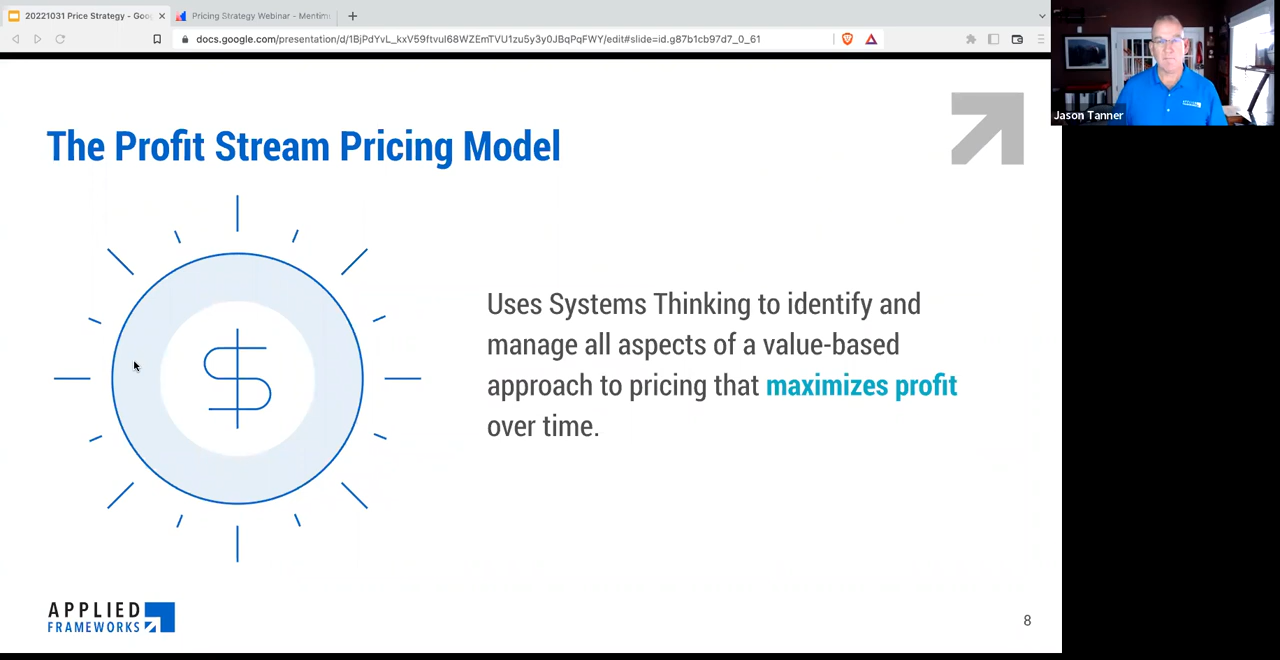 20221031 Price Strategy - Goo
Pricing Strategy Webinar - Mentime
docs.google.com/presentation/d/1BjPdYvL_kxV59ftvuI68WZEmTVU1zu5y3y0JBqPqFWY/edit#slide=id.g87b1cb97d7_0_61
Jason Tanner
The Profit Stream Pricing Model
$
Uses Systems Thinking to identify and
manage all aspects of a value-based
approach to pricing that maximizes profit
over time.
APPLIED
FRAMEWORKS
8